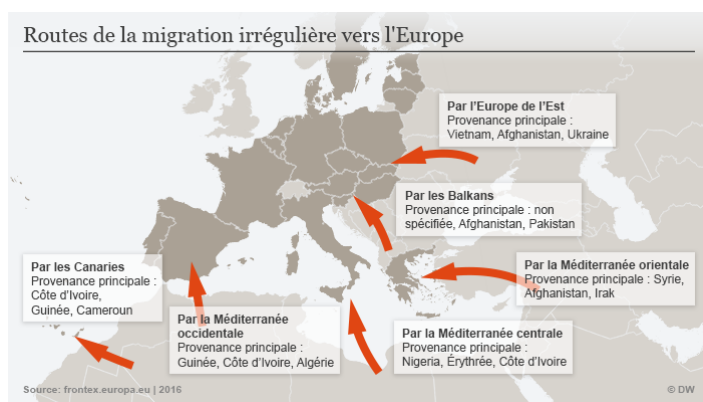 Routes de la migration irrégulière vers l'Europe
Par l'Europe de l'Est
Provenance principale :
Vietnam, Afghanistan, Ukraine
Par les Balkans
Provenance principale : non
spécifiée, Afghanistan, Pakistan
Par la Méditerranée orientale
Provenance principale : Syrie,
Afghanistan, Irak
Par les Canaries
Provenance principale :
Côte d'Ivoire,
Guinée, Cameroun
Par la Méditerranée
occidentale
Provenance principale :
Guinée, Côte d'Ivoire, Algérie
Par la Méditerranée centrale
Provenance principale :
Nigeria, Érythrée, Côte d'Ivoire
Source: frontex.europa.eu | 2016
© DW